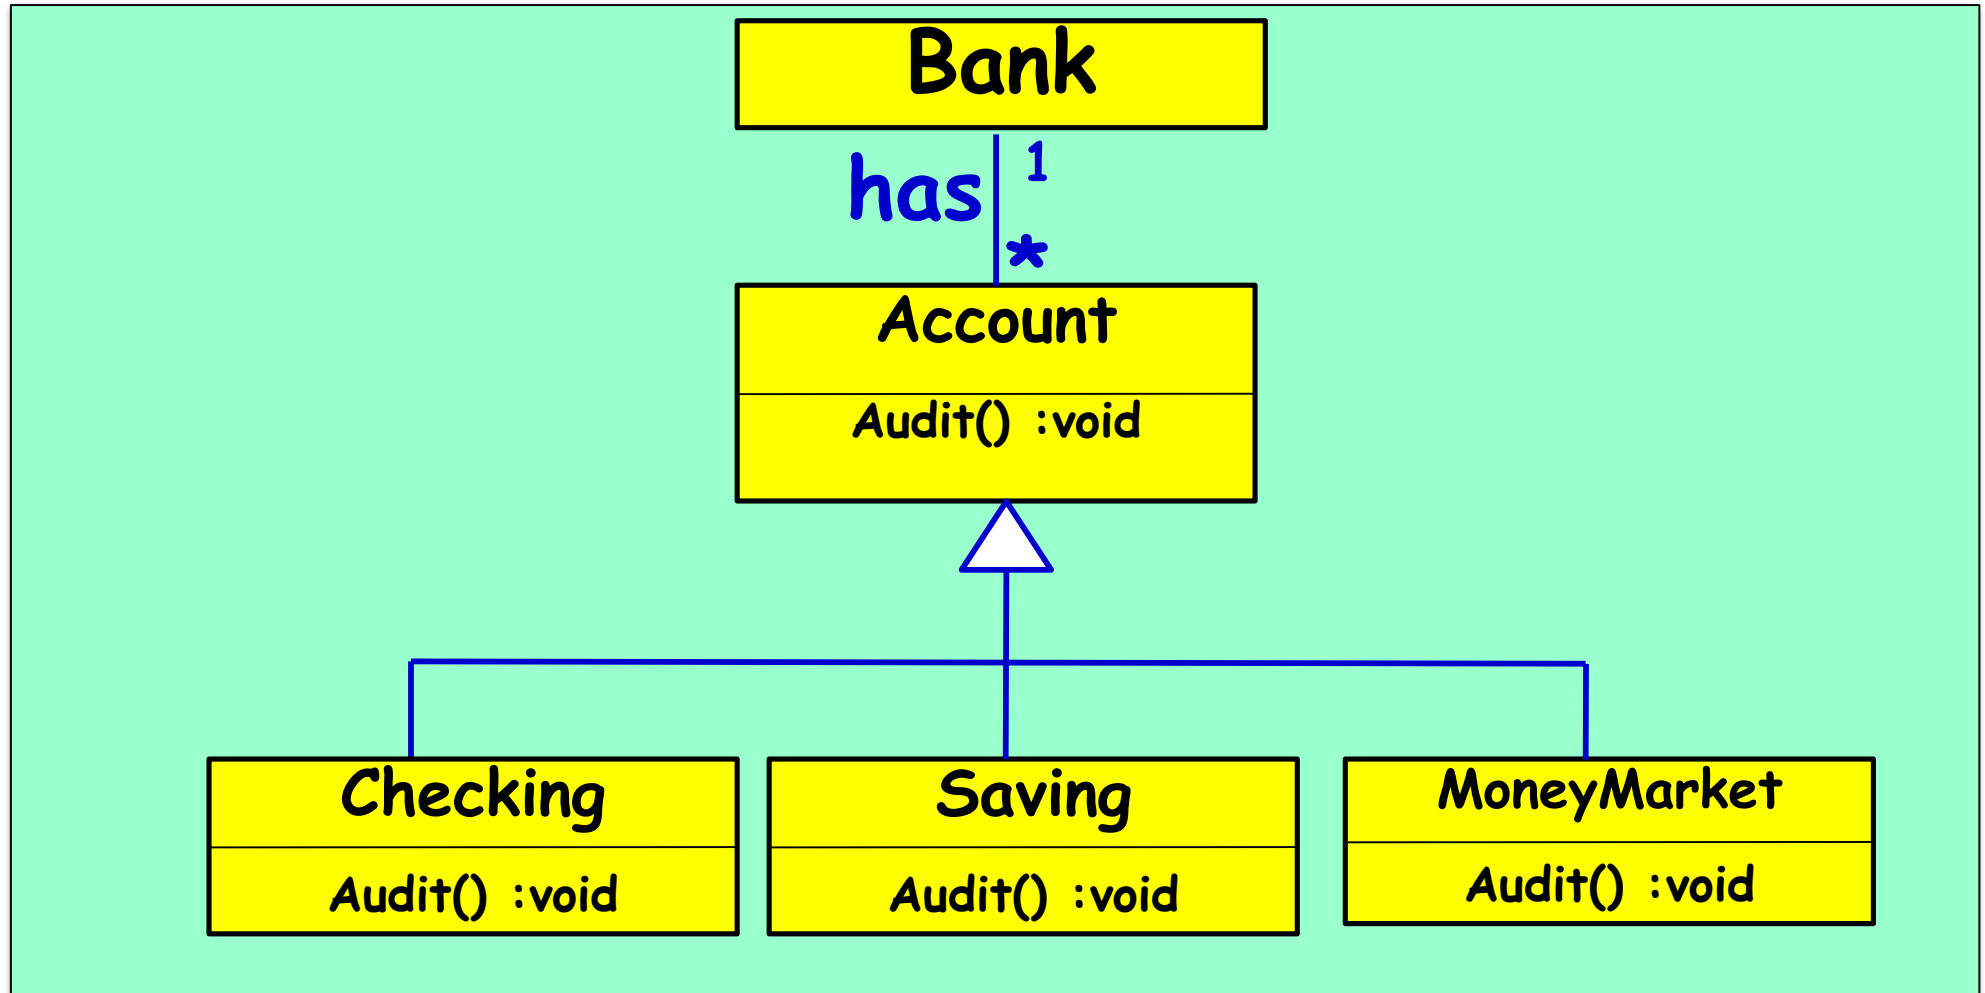 Bank
has
1
*
Account
Audit() :void
Checking
Audit() :void
Saving
Audit() :void
MoneyMarket
Audit() :void